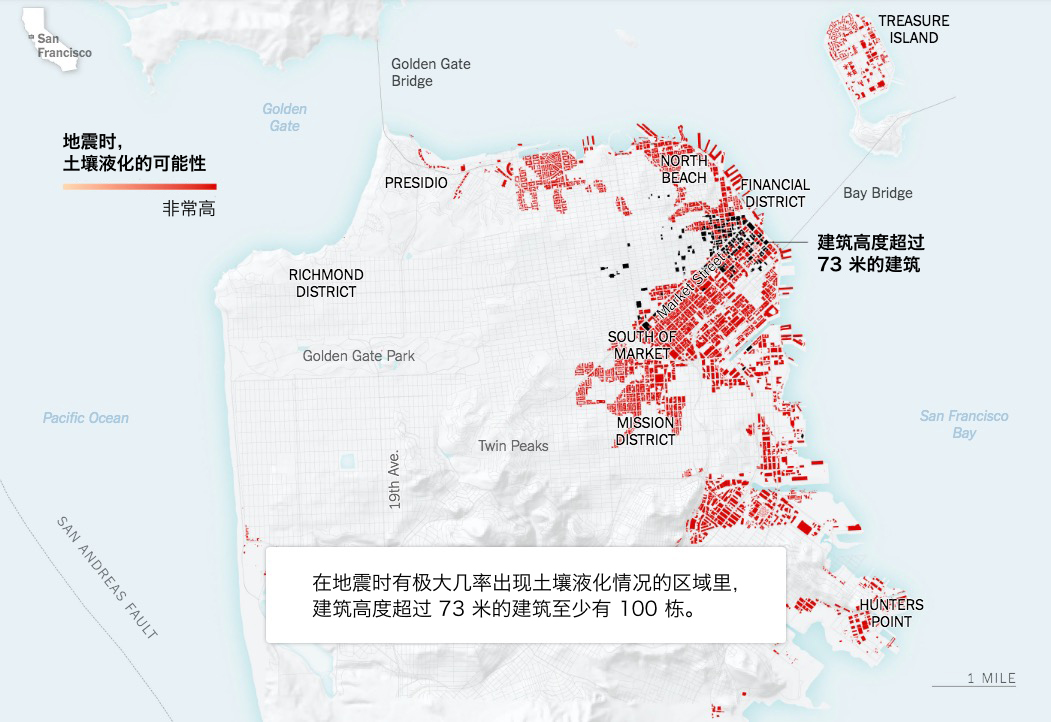 San
Francisco
TREASURE
ISLAND
Golden Gate
Bridge
Golden
Gate
地震时，
土壤液化的可能性
非常高
PRESIDIO
NORTH
BEACH
FINANCIAL
DISTRICT
Bay Bridge
建筑高度超过
73 米的建筑
RICHMOND
DISTRICT
Market Street
SOUTH OF
MARKET
Golden Gate Park
Pacific Ocean
San Francisco
Bay
MISSION
DISTRICT
Twin Peaks
19th Ave.
SAN ANDREAS FAULT
在地震时有极大几率出现土壤液化情况的区域里，
建筑高度超过 73 米的建筑至少有 100 栋。
HUNTERS
POINT
1 MILE